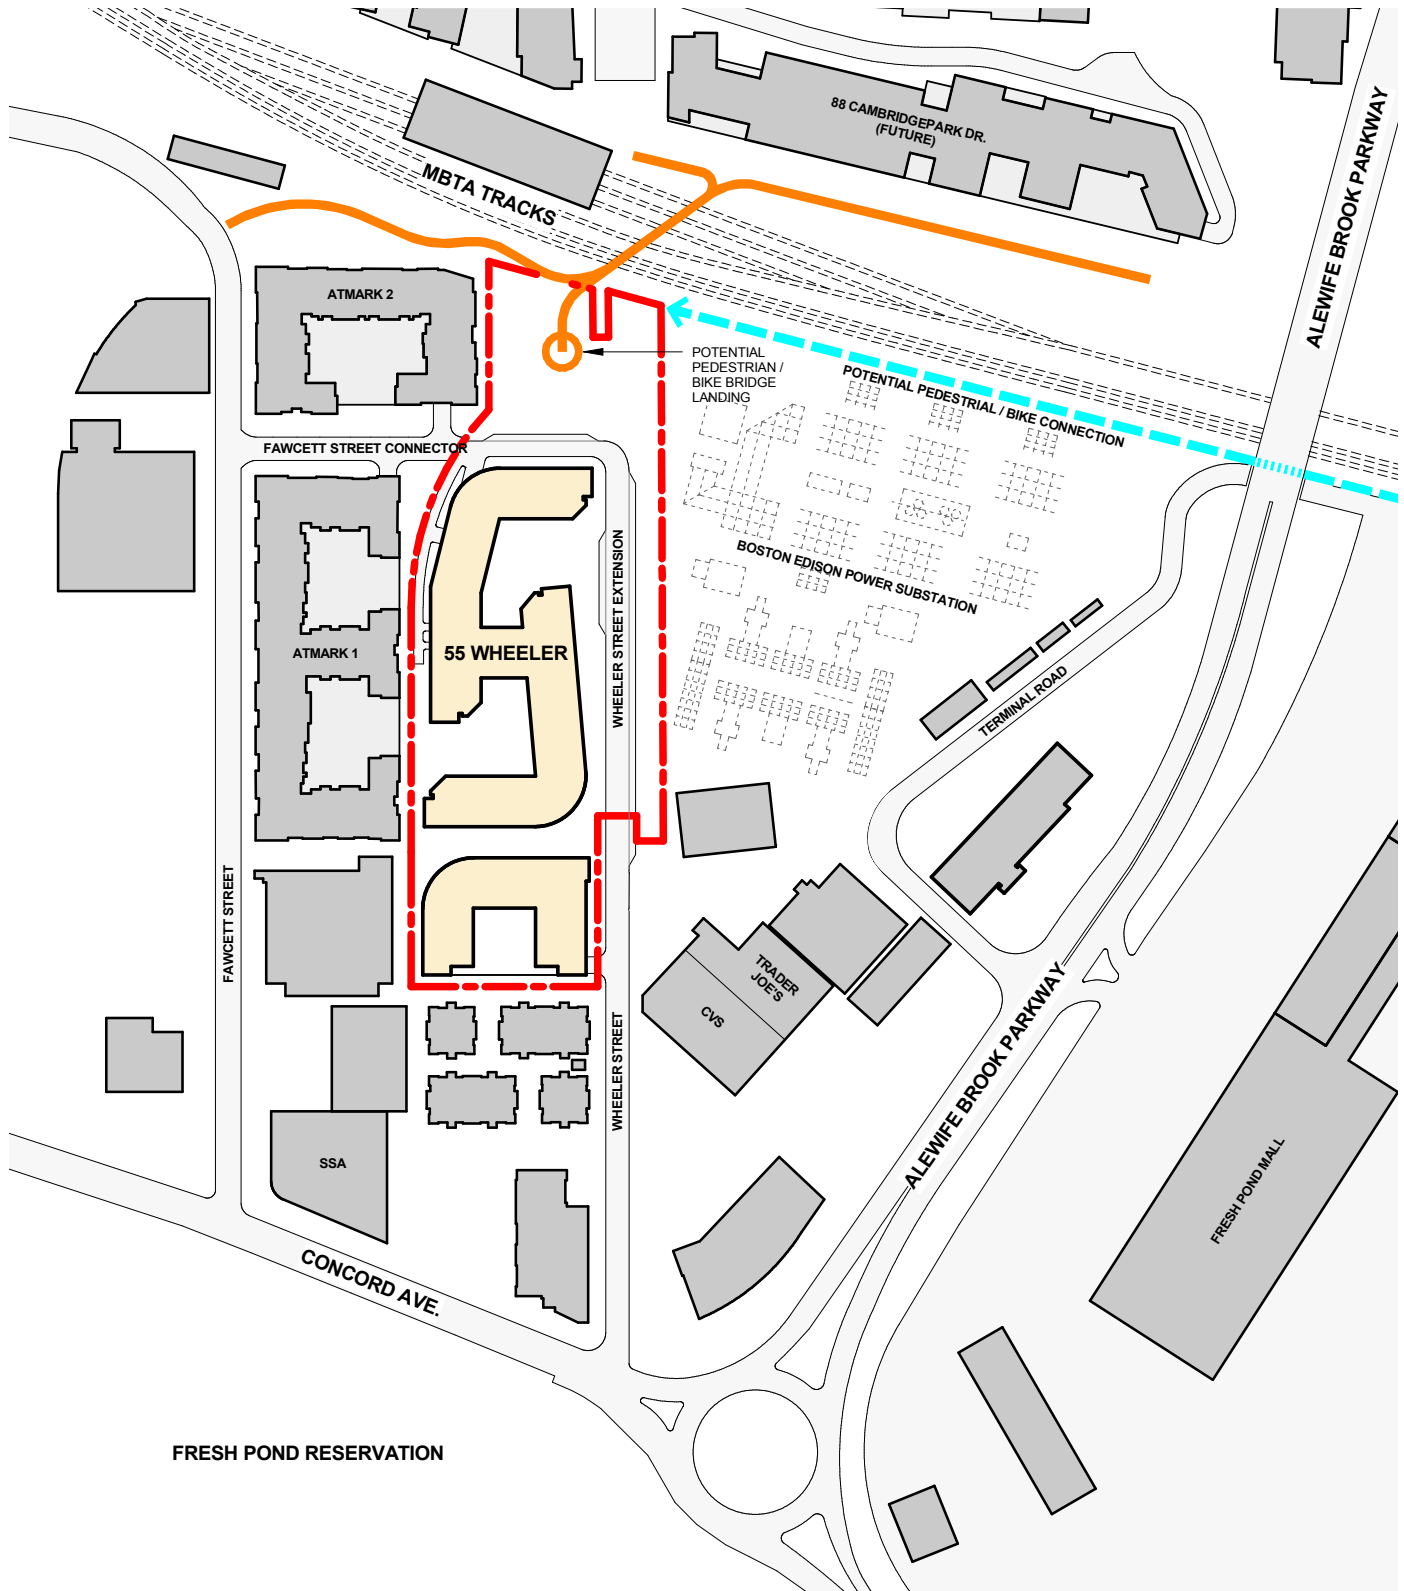 88 CAMBRIDGEPARK DR.
(FUTURE)
ALEWIFE BROOK PARKWAY
MBTA TRACKS
ATMARK 2
POTENTIAL
PEDESTRIAN /
BIKE BRIDGE
LANDING
POTENTIAL PEDESTRIAL / BIKE CONNECTION
FAWCETT STREET CONNECTOR
BOSTON EDISON POWER SUBSTATION
WHEELER STREET EXTENSION
55 WHEELER
ATMARK 1
TERMINAL ROAD
FAWCETT STREET
TRADER
JOE'S
CVS
WHEELER STREET
ALEWIFE BROOK PARKWAY
SSA
FRESH POND MALL
CONCORD AVE.
FRESH POND RESERVATION